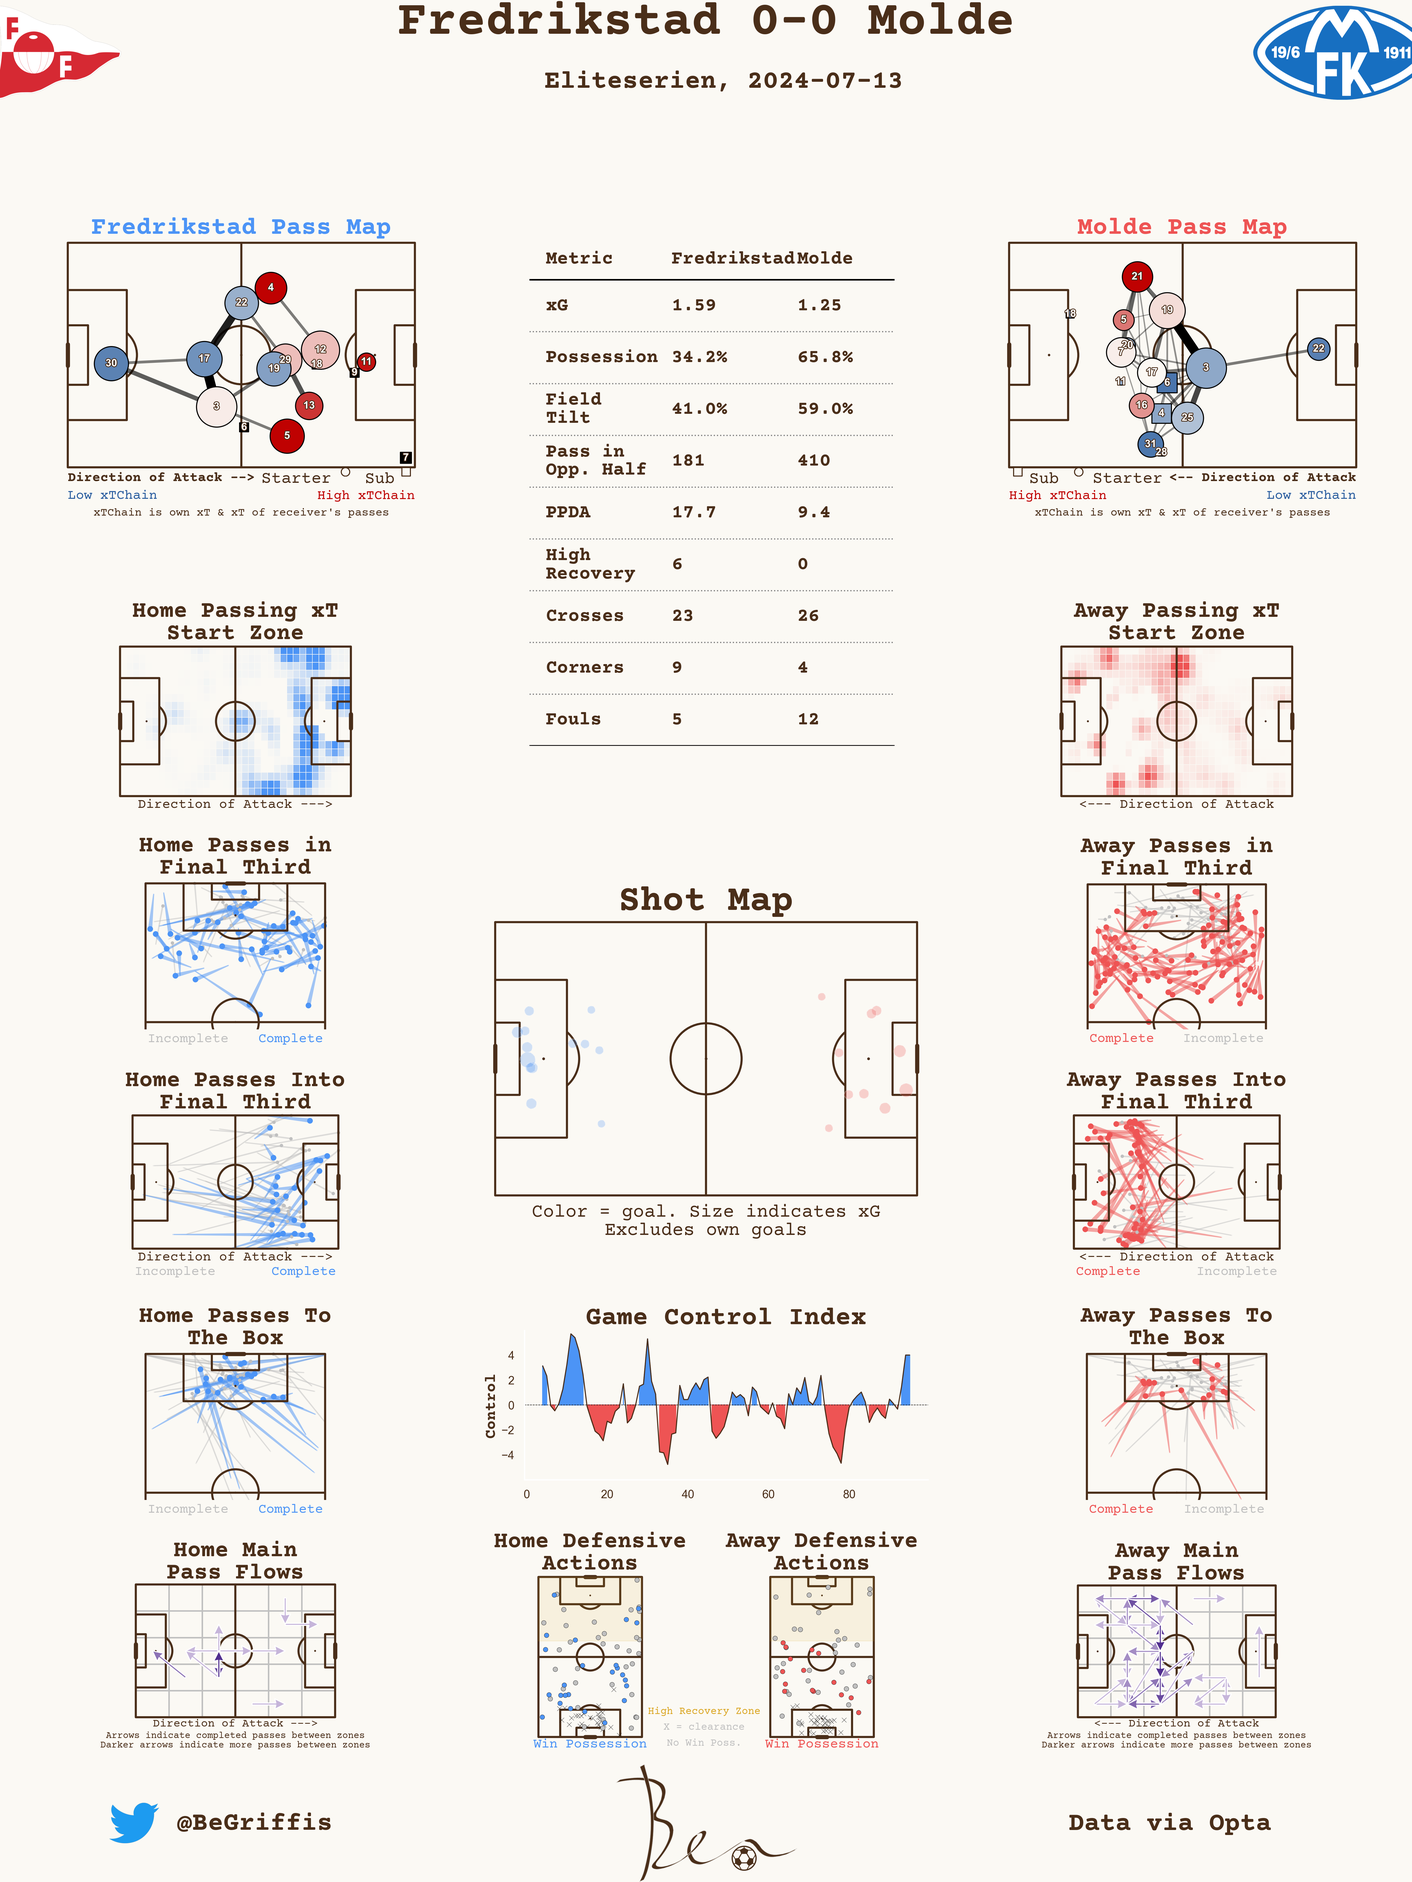 Fredrikstad 0-0 Molde
Eliteserien, 2024-07-13
F
F
19/6
1911
M
FK
Fredrikstad Pass Map
4
22
12
29
18
30
17
19
11
9
3
13
6
5
7
Direction of Attack --> Starter Sub
Low xTChain High xTChain
xTChain is own xT & xT of receiver's passes
Metric Fredrikstad Molde
xG 1.59 1.25
Possession 34.2% 65.8%
Field
Tilt 41.0% 59.0%
Pass in
Opp. Half 181 410
PPDA 17.7 9.4
High
Recovery 6 0
Crosses 23 26
Corners 9 4
Fouls 5 12
Molde Pass Map
21
18
5
19
20
7
22
17
3
11
6
16
4
25
31
28
Sub Starter <-- Direction of Attack
High xTChain Low xTChain
xTChain is own xT & xT of receiver's passes
Home Passing xT
Start Zone
Direction of Attack --->
Away Passing xT
Start Zone
<--- Direction of Attack
Home Passes in
Final Third
Incomplete Complete
Shot Map
Color = goal. Size indicates xG
Excludes own goals
Away Passes in
Final Third
Complete Incomplete
Home Passes Into
Final Third
Direction of Attack --->
Incomplete Complete
Away Passes Into
Final Third
<--- Direction of Attack
Complete Incomplete
Home Passes To
The Box
Incomplete Complete
Game Control Index
Control
4
2
0
−2
−4
0 20 40 60 80
Away Passes To
The Box
Complete Incomplete
Home Main
Pass Flows
Direction of Attack --->
Arrows indicate completed passes between zones
Darker arrows indicate more passes between zones
Home Defensive
Actions
Win Possession
High Recovery Zone
X = clearance
No Win Poss.
Away Defensive
Actions
Win Possession
Away Main
Pass Flows
<--- Direction of Attack
Arrows indicate completed passes between zones
Darker arrows indicate more passes between zones
@BeGriffis
Ben
Data via Opta